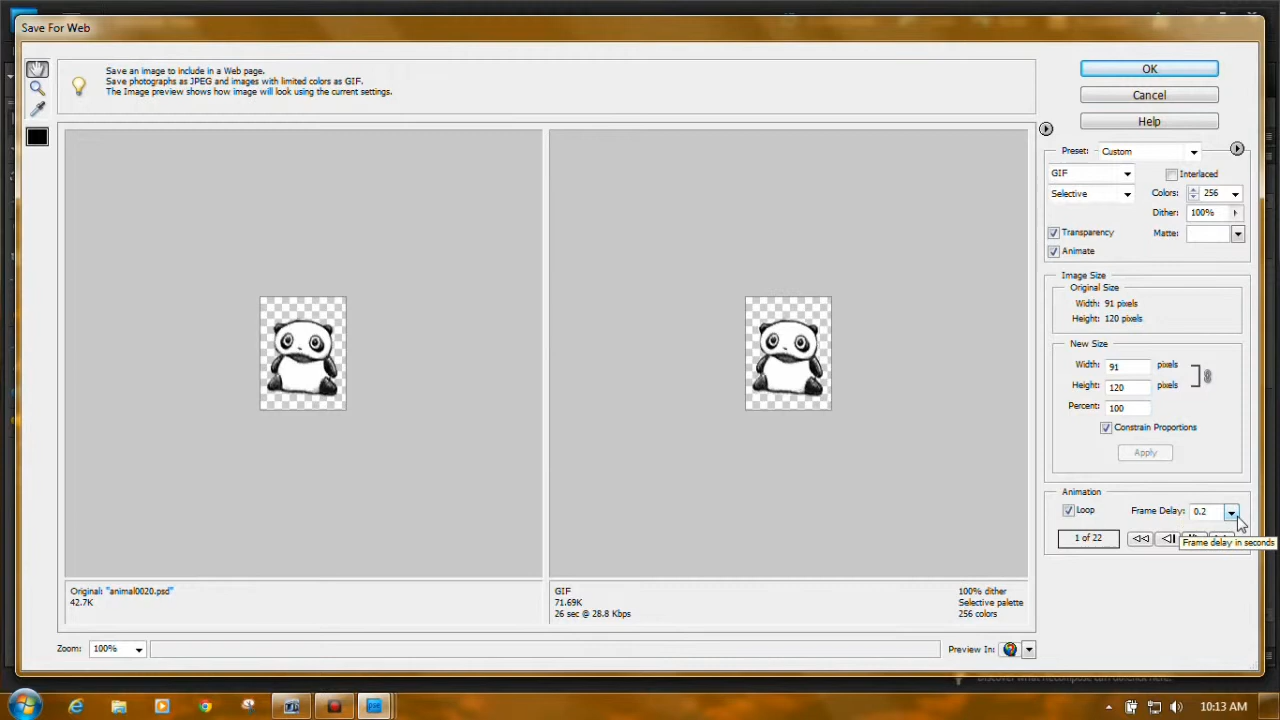 Save For Web
Save an image to include in a Web page.
Save photographs as JPEG and images with limited colors as GIF.
The Image preview shows how image will look using the current settings.
OK
Cancel
Help
Preset: Custom
GIF
Interlaced
Selective
Colors: 256
Dither: 100%
Transparency
Matte:
Animate
Image Size
Original Size
Width: 91 pixels
Height: 120 pixels
New Size
Width: 91 pixels
Height: 120 pixels
Percent: 100
Constrain Proportions
Apply
Animation
Loop
Frame Delay: 0.2
1 of 22
Frame delay in seconds
Original: "animal0020.psd"
42.7K
GIF
71.69K
26 sec @ 28.8 Kbps
100% dither
Selective palette
256 colors
Zoom: 100%
Preview In:
10:13 AM